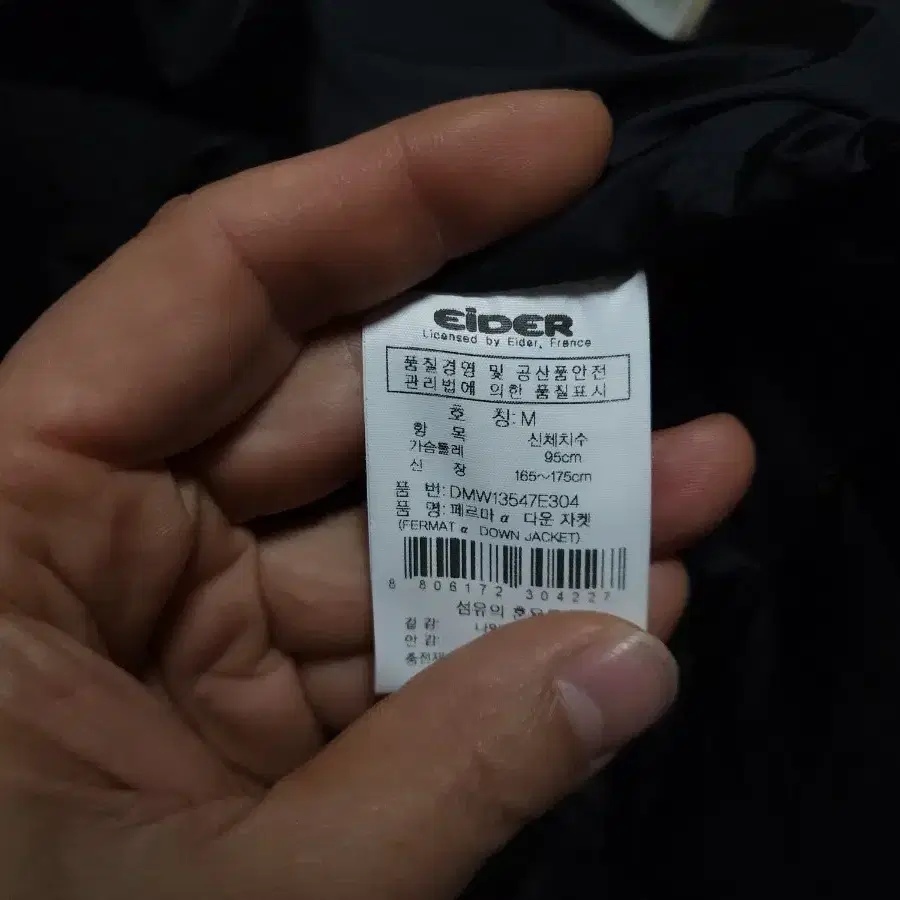 EiDER
Licensed by Eider, France
품질경영 및 공산품안전
관리법에 의한 품질표시
호 칭: M
항 목 신체치수
가슴둘레 95cm
신 장 165~175cm
품 번: DMW13547E304
품 명: 페르마 α 다운 자켓
(FERMAT α DOWN JACKET)
8 806172 304227
섬유의
겉감
안감
충전재